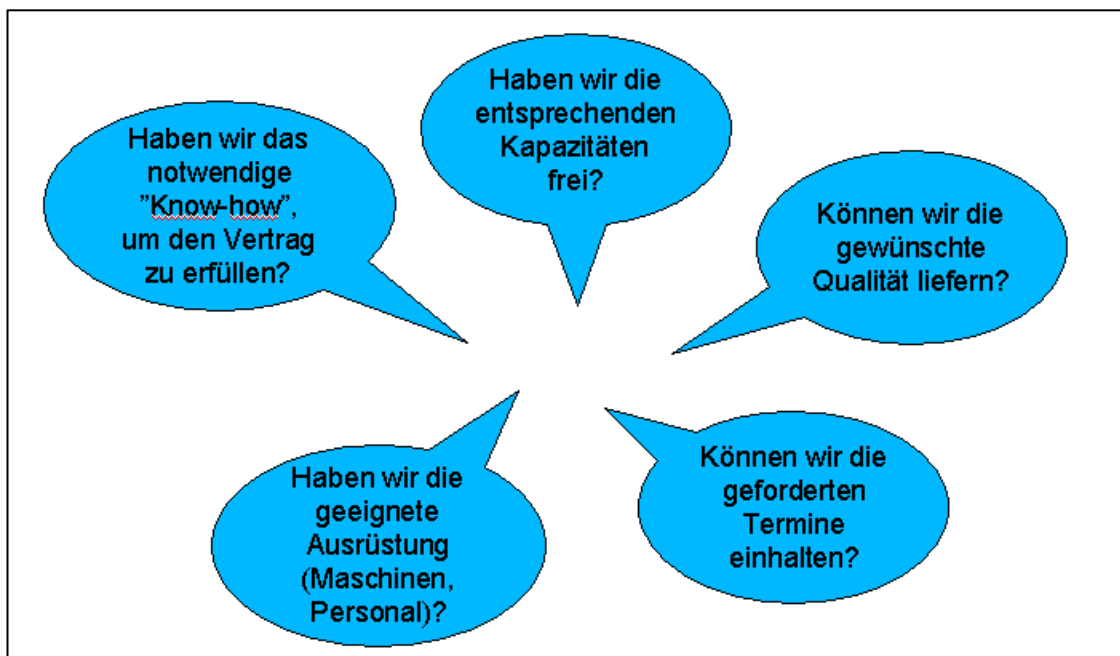 Haben wir die
entsprechenden
Kapazitäten
frei?
Haben wir das
notwendige
”Know-how”,
um den Vertrag
zu erfüllen?
Können wir die
gewünschte
Qualität liefern?
Haben wir die
geeignete
Ausrüstung
(Maschinen,
Personal)?
Können wir die
geforderten
Termine
einhalten?